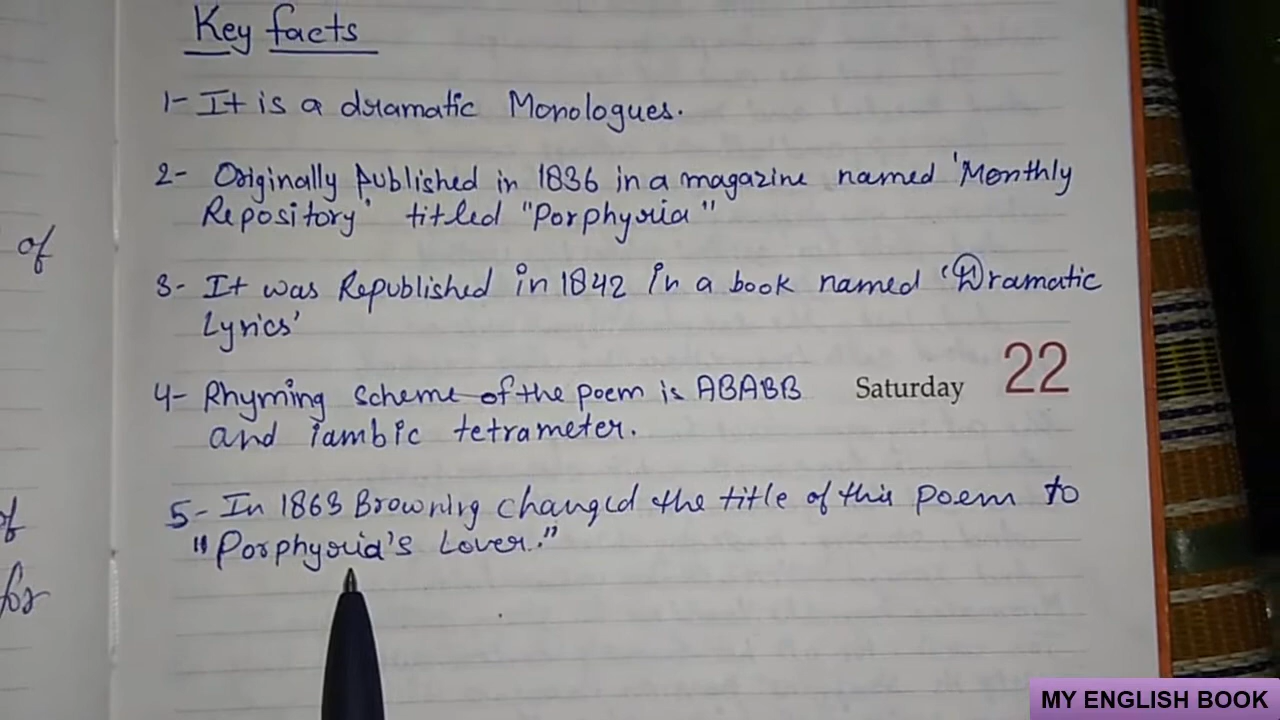 Key facts
1- It is a dramatic Monologues.
2- Originally published in 1836 in a magazine named 'Monthly
Repository' titled "Porphyria"
of
3- It was Republished in 1842 in a book named 'Dramatic
Lyrics'
4- Rhyming scheme of the poem is ABABB
Saturday 22
and iambic tetrameter.
5- In 1863 Browning changed the title of this poem to
"Porphyria's Lover."
of
for
MY ENGLISH BOOK